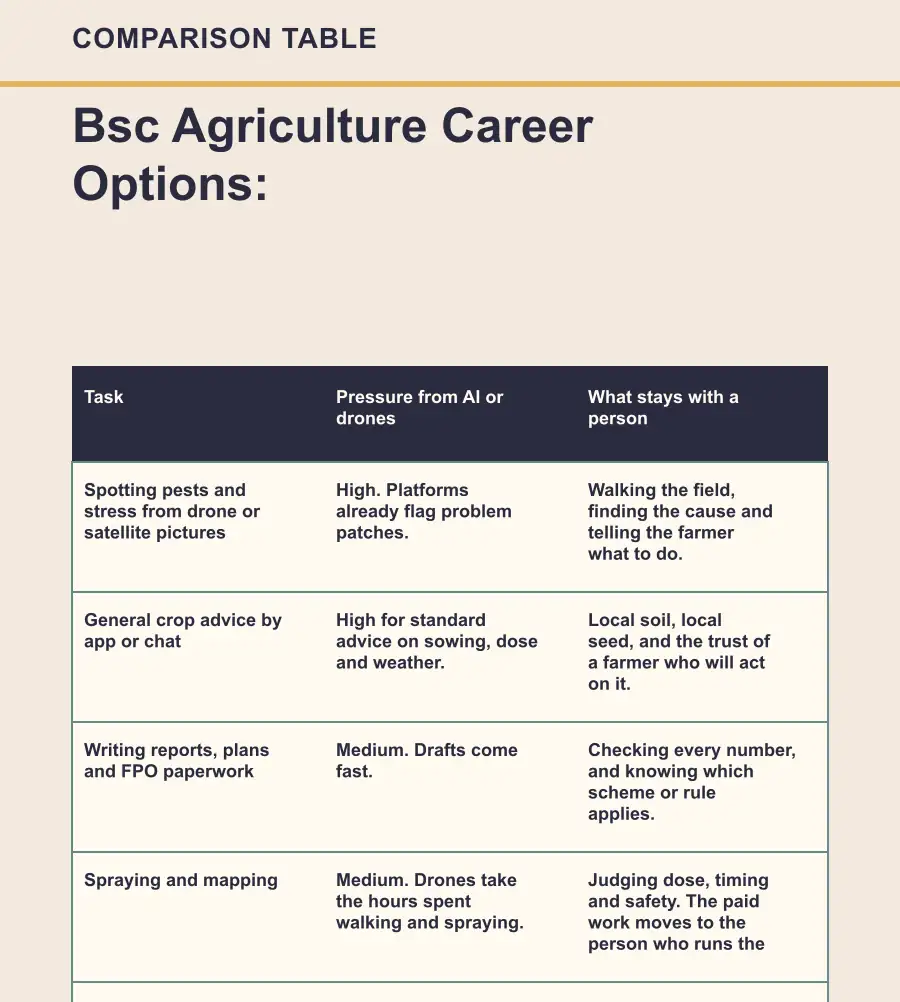 COMPARISON TABLE
Bsc Agriculture Career
Options:
Task
Pressure from AI or
drones
What stays with a
person
Spotting pests and
stress from drone or
satellite pictures
High. Platforms
already flag problem
patches.
Walking the field,
finding the cause and
telling the farmer
what to do.
General crop advice by
app or chat
High for standard
advice on sowing, dose
and weather.
Local soil, local
seed, and the trust of
a farmer who will act
on it.
Writing reports, plans
and FPO paperwork
Medium. Drafts come
fast.
Checking every number,
and knowing which
scheme or rule
applies.
Spraying and mapping
Medium. Drones take
the hours spent
walking and spraying.
Judging dose, timing
and safety. The paid
work moves to the
person who runs the